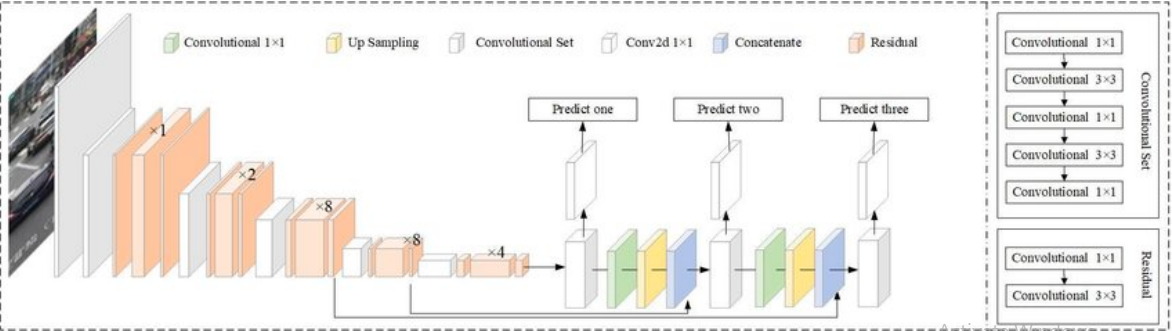 Convolutional 1×1
Up Sampling
Convolutional Set
Conv2d 1×1
Concatenate
Residual
×1
×2
×8
×8
×4
Predict one
Predict two
Predict three
Convolutional 1×1
Convolutional 3×3
Convolutional 1×1
Convolutional 3×3
Convolutional 1×1
Convolutional Set
Convolutional 1×1
Convolutional 3×3
Residual